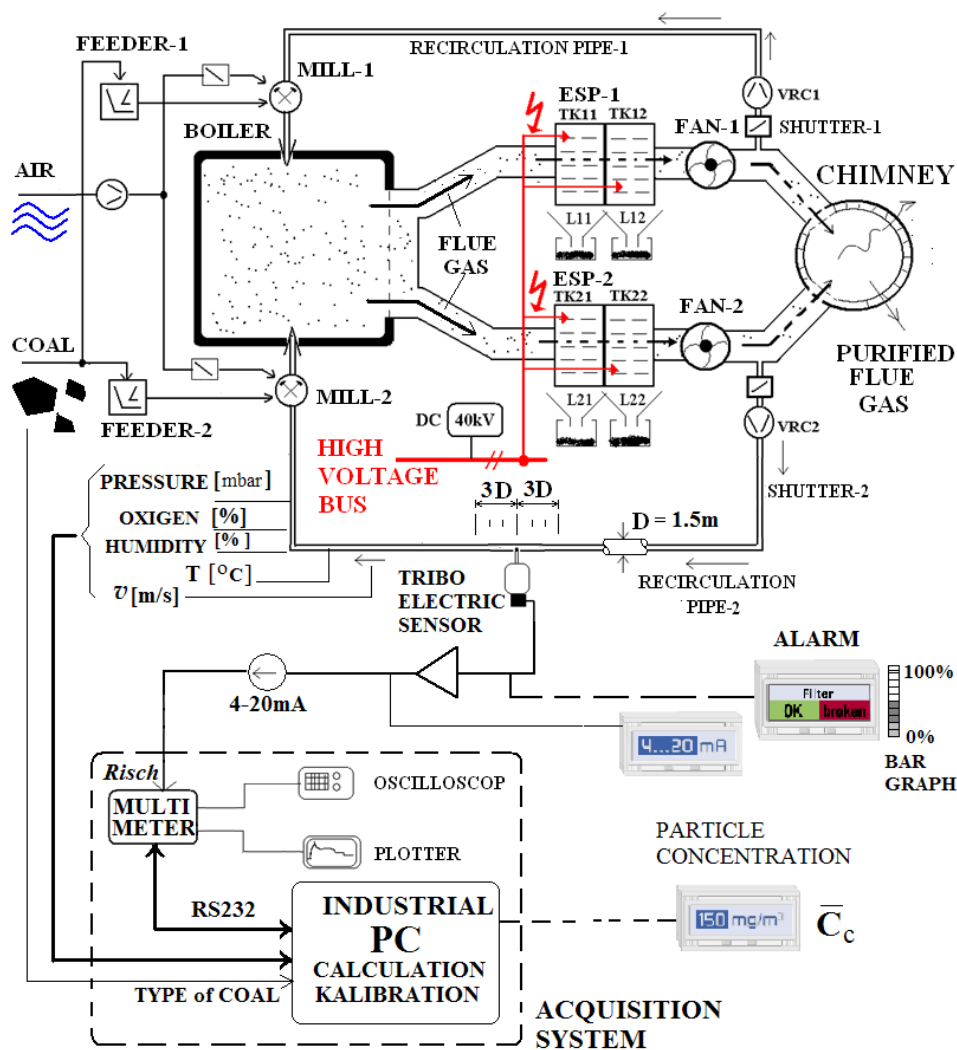 RECIRCULATION PIPE-1
FEEDER-1
MILL-1
ESP-1
TK11 TK12
VRC1
SHUTTER-1
FAN-1
BOILER
AIR
CHIMNEY
L11 L12
FLUE
GAS
ESP-2
TK21 TK22
FAN-2
COAL
PURIFIED
FLUE
GAS
MILL-2
FEEDER-2
L21 L22
DC 40kV
VRC2
HIGH
VOLTAGE
BUS
SHUTTER-2
PRESSURE [mbar]
OXIGEN [%]
HUMIDITY [%]
T [°C]
v [m/s]
3D 3D
D = 1.5m
TRIBO
ELECTRIC
SENSOR
RECIRCULATION
PIPE-2
ALARM
Filter
OK broken
100%
0%
BAR
GRAPH
4-20mA
4...20 mA
Risch
MULTI
METER
OSCILLOSCOP
PLOTTER
PARTICLE
CONCENTRATION
150 mg/m³
C̅c
RS232
INDUSTRIAL
PC
CALCULATION
KALIBRATION
TYPE of COAL
ACQUISITION
SYSTEM